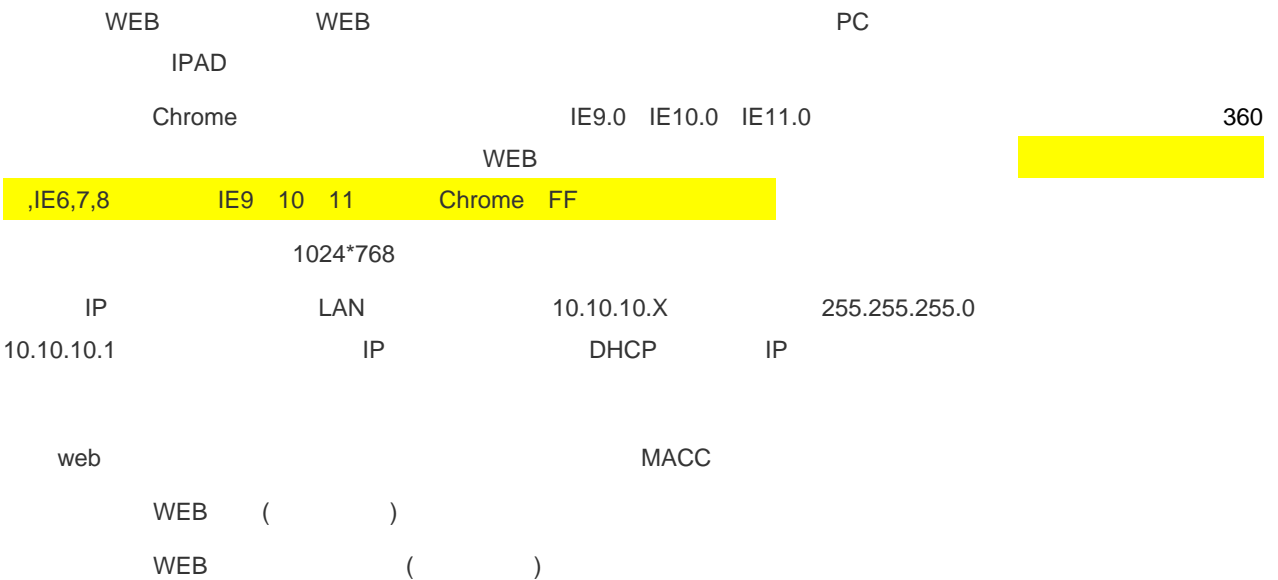 WEB WEB PC
IPAD
Chrome IE9.0 IE10.0 IE11.0 360
WEB
,IE6,7,8 IE9 10 11 Chrome FF
1024*768
IP LAN 10.10.10.X 255.255.255.0
10.10.10.1 IP DHCP IP
web MACC
WEB ( )
WEB ( )